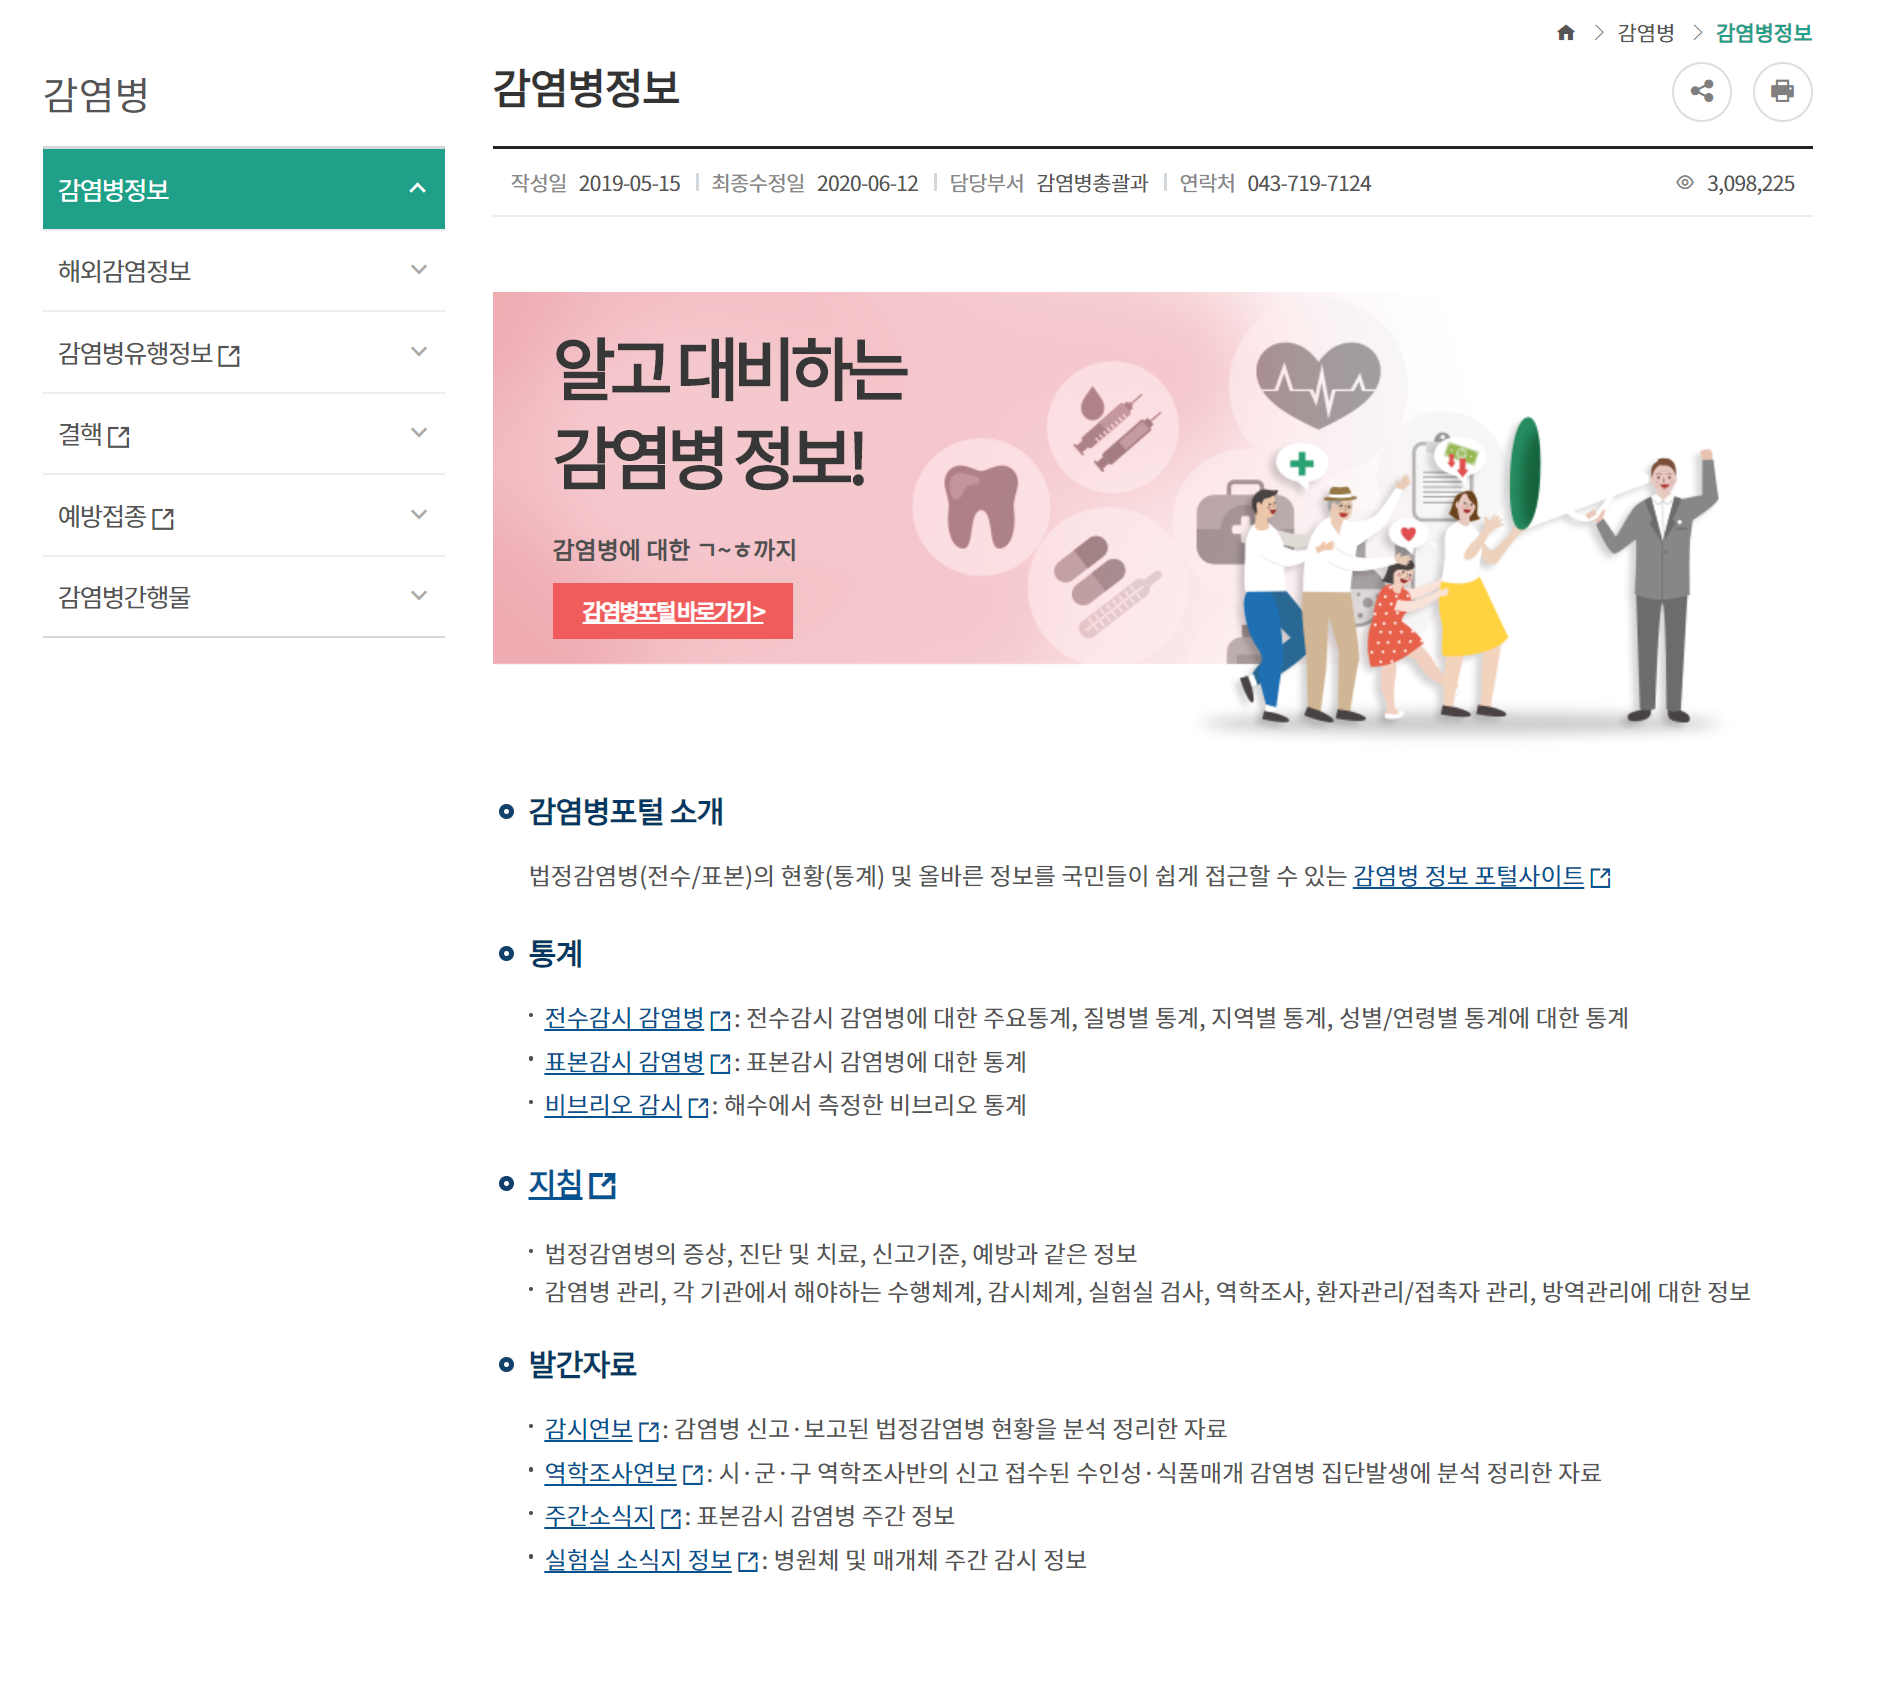 감염병
감염병정보
감염병
감염병정보
해외감염정보
감염병유행정보
결핵
예방접종
감염병간행물
감염병정보
작성일 2019-05-15 최종수정일 2020-06-12 담당부서 감염병총괄과 연락처 043-719-7124 3,098,225
알고 대비하는
감염병 정보!
감염병에 대한 ㄱ~ㅎ까지
감염병포털 바로가기 >
감염병포털 소개
법정감염병(전수/표본)의 현황(통계) 및 올바른 정보를 국민들이 쉽게 접근할 수 있는 감염병 정보 포털사이트
통계
· 전수감시 감염병 : 전수감시 감염병에 대한 주요통계, 질병별 통계, 지역별 통계, 성별/연령별 통계에 대한 통계
· 표본감시 감염병 : 표본감시 감염병에 대한 통계
· 비브리오 감시 : 해수에서 측정한 비브리오 통계
지침
· 법정감염병의 증상, 진단 및 치료, 신고기준, 예방과 같은 정보
· 감염병 관리, 각 기관에서 해야하는 수행체계, 감시체계, 실험실 검사, 역학조사, 환자관리/접촉자 관리, 방역관리에 대한 정보
발간자료
· 감시연보 : 감염병 신고·보고된 법정감염병 현황을 분석 정리한 자료
· 역학조사연보 : 시·군·구 역학조사반의 신고 접수된 수인성·식품매개 감염병 집단발생에 분석 정리한 자료
· 주간소식지 : 표본감시 감염병 주간 정보
· 실험실 소식지 정보 : 병원체 및 매개체 주간 감시 정보